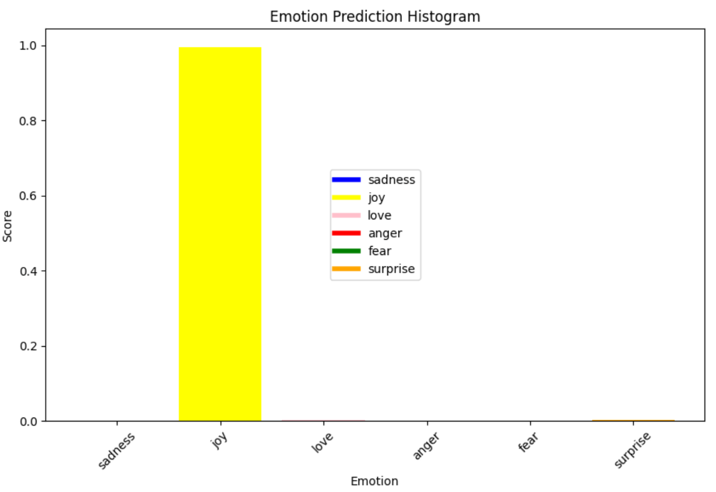 Emotion Prediction Histogram
1.0
0.8
0.6
0.4
0.2
0.0
Score
sadness
joy
love
anger
fear
surprise
sadness
joy
love
anger
fear
surprise
Emotion